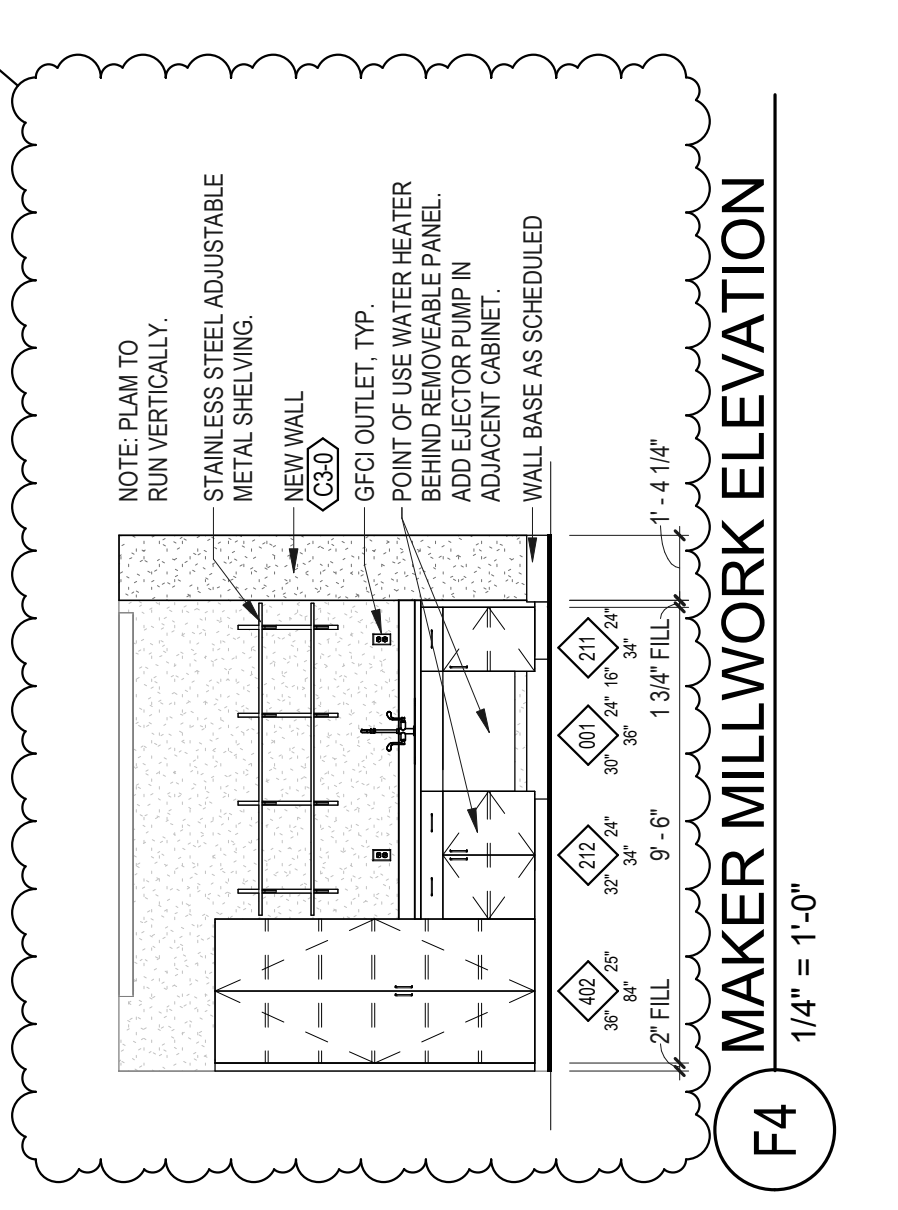 NOTE: PLAM TO
RUN VERTICALLY.
STAINLESS STEEL ADJUSTABLE
METAL SHELVING.
NEW WALL
C3-0
GFCI OUTLET, TYP.
POINT OF USE WATER HEATER
BEHIND REMOVEABLE PANEL.
ADD EJECTOR PUMP IN
ADJACENT CABINET.
WALL BASE AS SCHEDULED
402
36" 25"
84"
212
32" 24"
34"
001
30" 24"
36"
211
16" 24"
34"
2" FILL
9' - 6"
1 3/4" FILL
1' - 4 1/4"
F4
MAKER MILLWORK ELEVATION
1/4" = 1'-0"